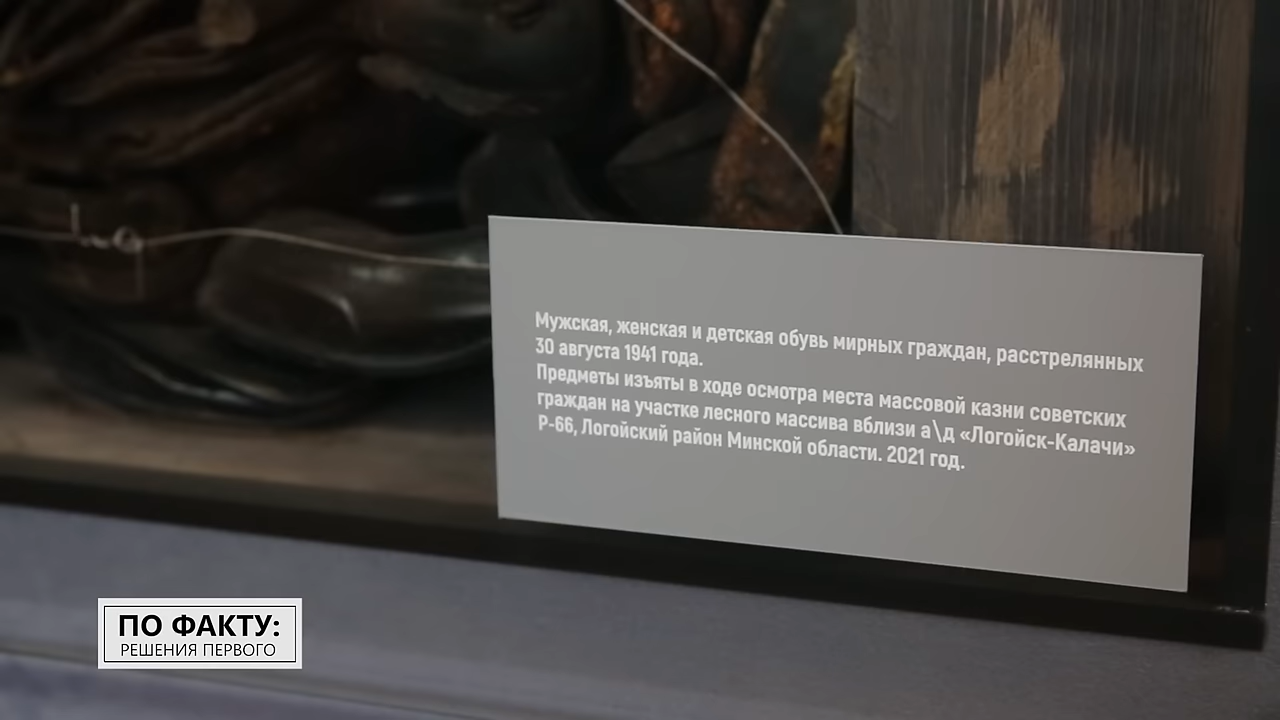 Мужская, женская и детская обувь мирных граждан, расстрелянных
30 августа 1941 года.
Предметы изъяты в ходе осмотра места массовой казни советских
граждан на участке лесного массива вблизи а\д «Логойск-Калачи»
Р-66, Логойский район Минской области. 2021 год.
ПО ФАКТУ:
РЕШЕНИЯ ПЕРВОГО